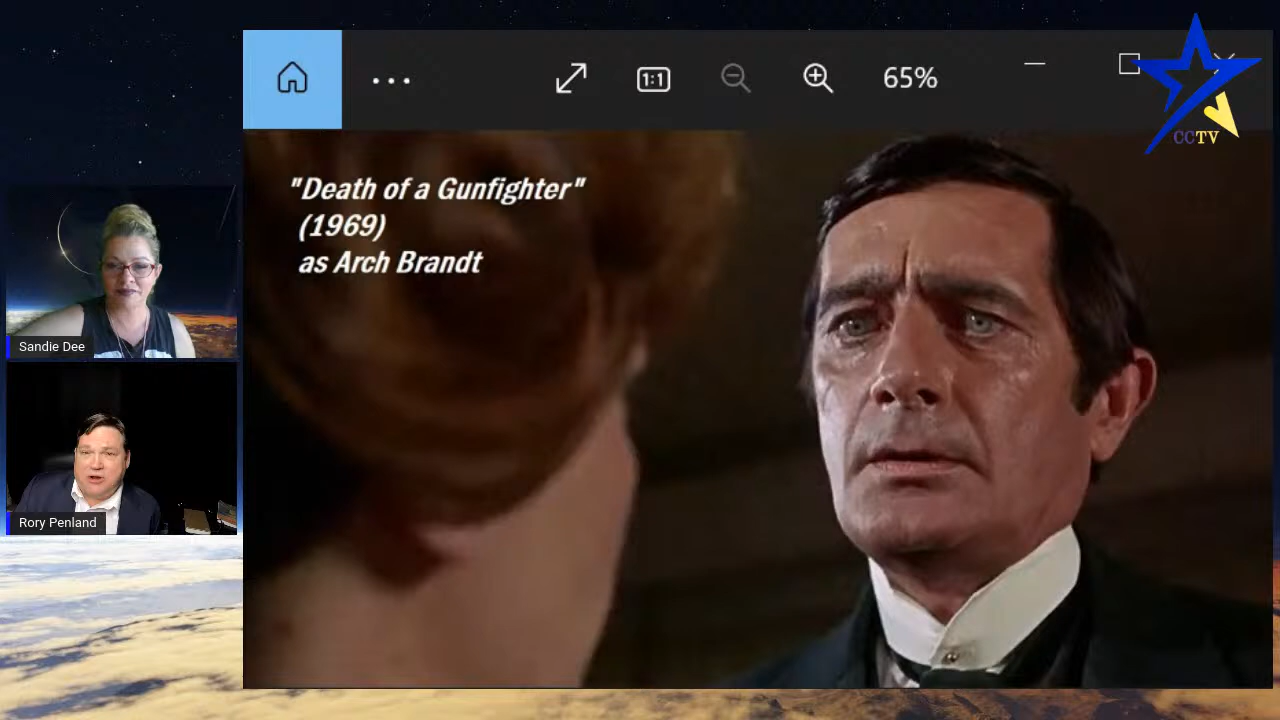 1:1
65%
CCTV
"Death of a Gunfighter"
(1969)
as Arch Brandt
Sandie Dee
Rory Penland